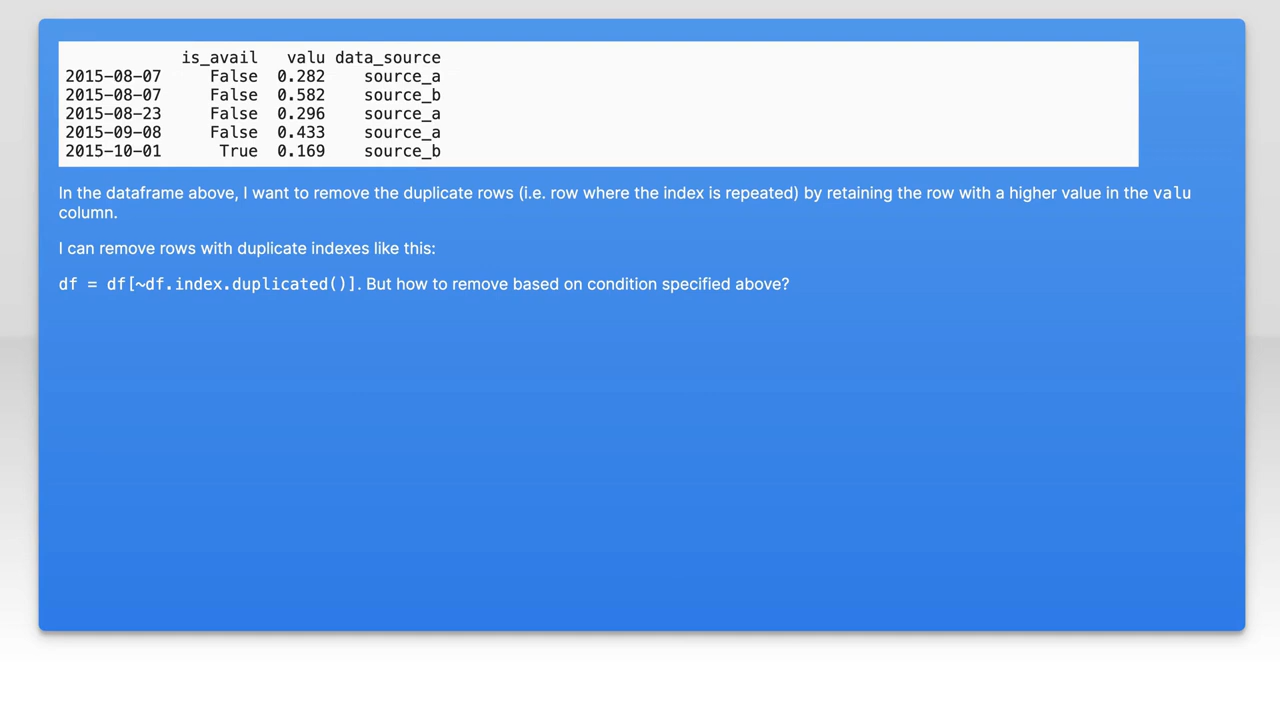 is_avail valu data_source
2015-08-07 False 0.282 source_a
2015-08-07 False 0.582 source_b
2015-08-23 False 0.296 source_a
2015-09-08 False 0.433 source_a
2015-10-01 True 0.169 source_b
In the dataframe above, I want to remove the duplicate rows (i.e. row where the index is repeated) by retaining the row with a higher value in the valu
column.
I can remove rows with duplicate indexes like this:
df = df[~df.index.duplicated()]. But how to remove based on condition specified above?